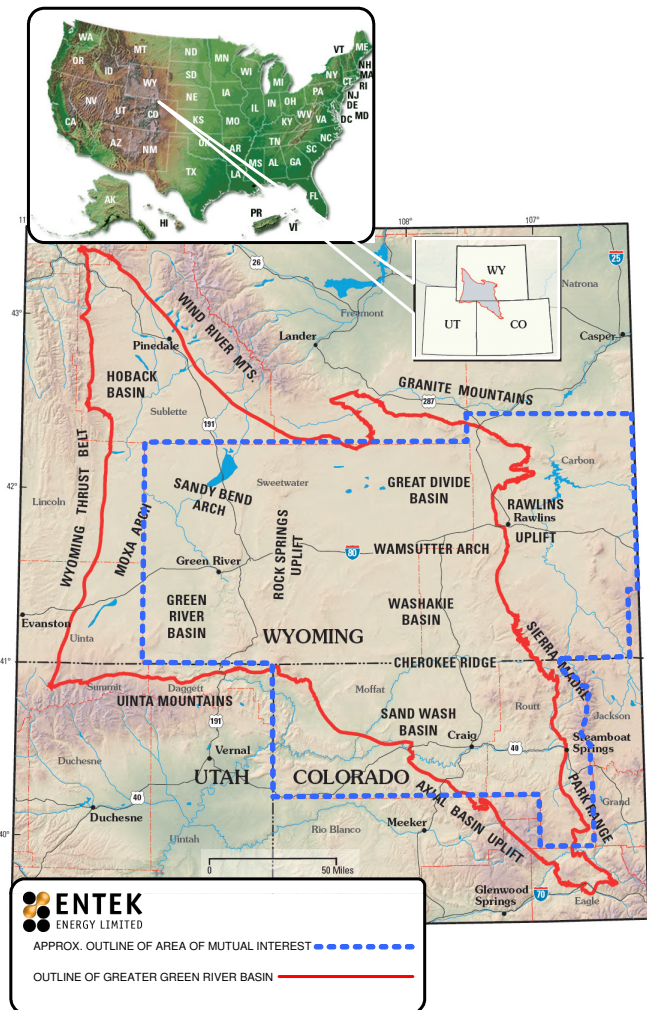 WA
MT
ND
MN
VT
ME
OR
ID
SD
WI
MI
NY
NH
MA
CT
RI
WY
NE
IA
PA
NJ
DE
MD
DC
NV
UT
CO
KS
MO
IL
IN
OH
WV
VA
KY
CA
AZ
NM
OK
AR
TN
NC
SC
TX
LA
MS
AL
GA
FL
AK
HI
PR
VI
11
108°
107°
26
25
WY
UT
CO
Natrona
Fremont
43°
WIND RIVER MTS.
Lander
Casper
Pinedale
HOBACK
BASIN
GRANITE MOUNTAINS
287
Sublette
191
WYOMING THRUST BELT
Carbon
42°
SANDY BEND
ARCH
Sweetwater
GREAT DIVIDE
BASIN
Lincoln
MOXA ARCH
RAWLINS
Rawlins
UPLIFT
ROCK SPRINGS
UPLIFT
80
WAMSUTTER ARCH
Green River
GREEN
RIVER
BASIN
WASHAKIE
BASIN
Evanston
Uinta
WYOMING
SIERRA MADRE
41°
CHEROKEE RIDGE
Summit
Daggett
Moffat
UINTA MOUNTAINS
191
SAND WASH
BASIN
Routt
Jackson
Craig
40
Steamboat
Springs
Duchesne
Vernal
UTAH
COLORADO
AXIAL BASIN UPLIFT
PARK RANGE
Grand
40
Duchesne
40°
Uintah
Rio Blanco
Meeker
0
50 Miles
Glenwood
Springs
70
Eagle
ENTEK
ENERGY LIMITED
APPROX. OUTLINE OF AREA OF MUTUAL INTEREST
OUTLINE OF GREATER GREEN RIVER BASIN